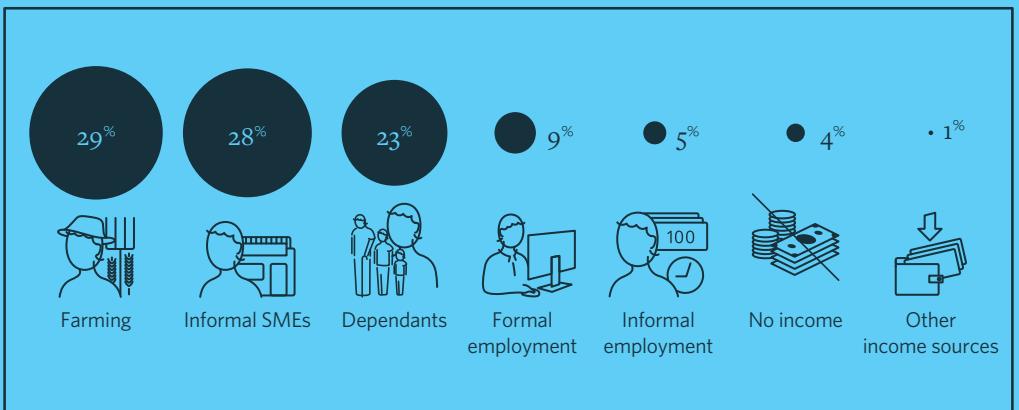 29%
28%
23%
9%
5%
4%
1%
100
Farming
Informal SMEs
Dependants
Formal
employment
Informal
employment
No income
Other
income sources